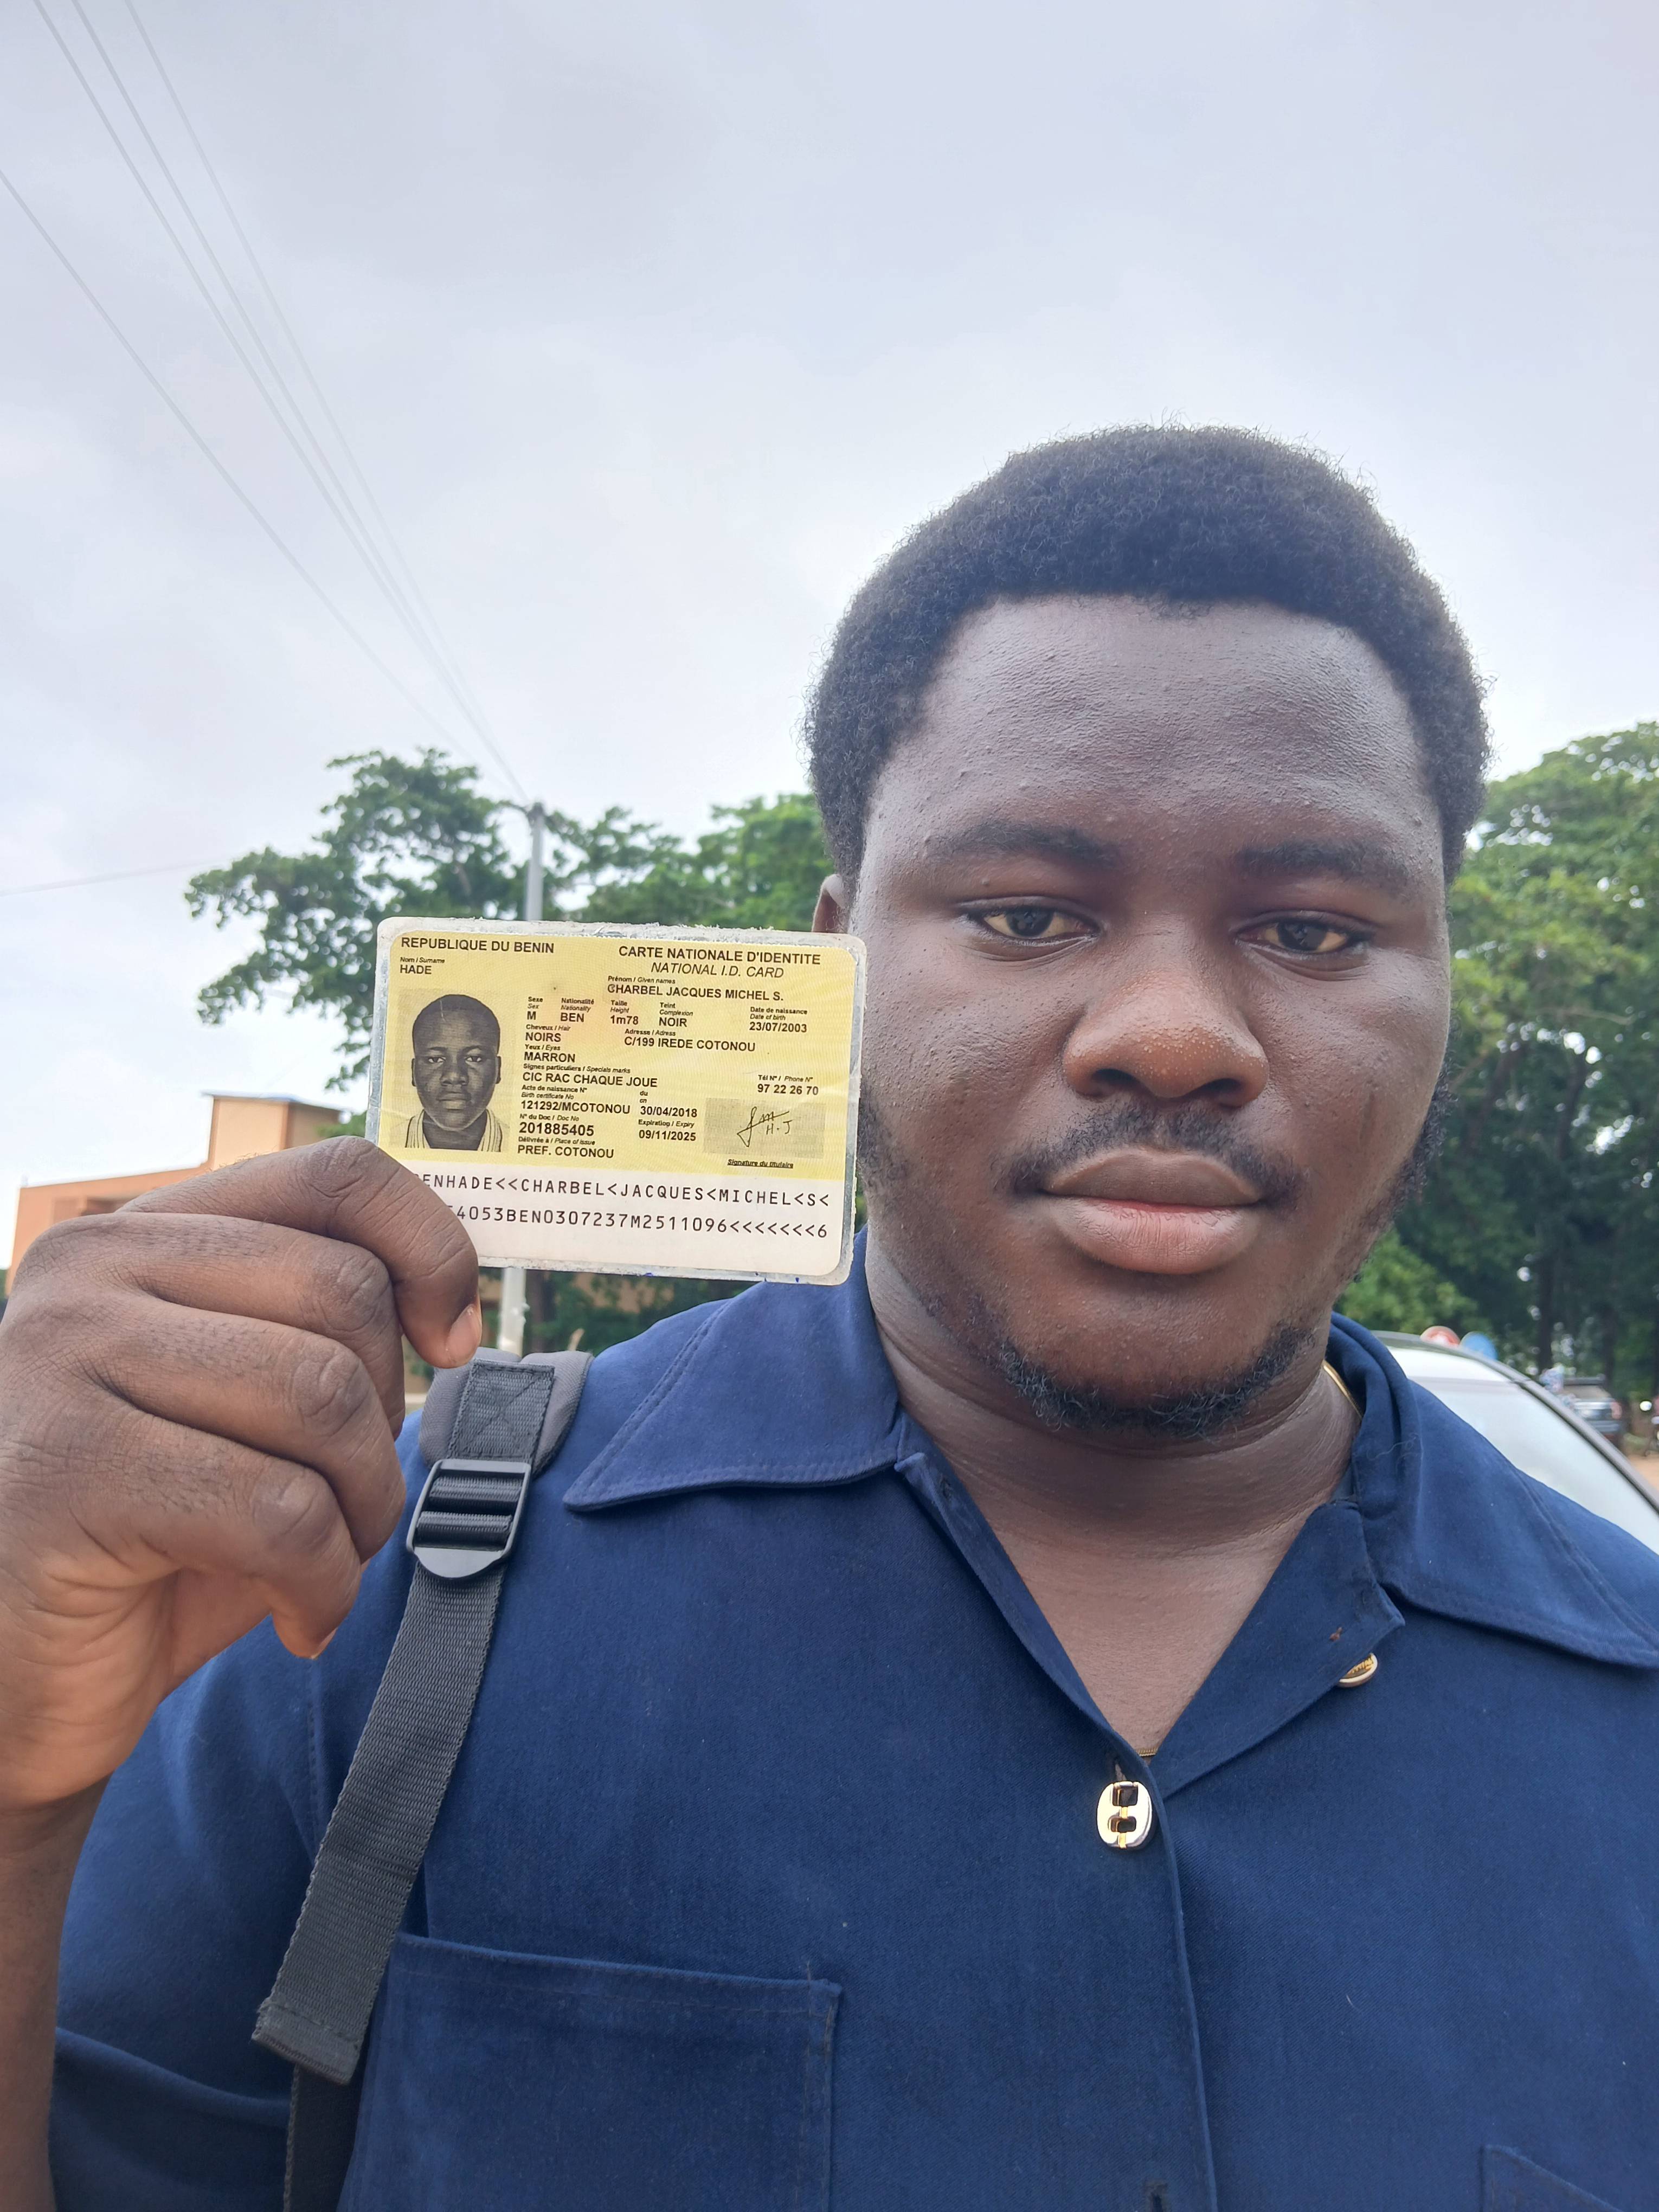 REPUBLIQUE DU BENIN
CARTE NATIONALE D'IDENTITE
NATIONAL I.D. CARD
Nom / Surname
HADE
Prénom / Given names
CHARBEL JACQUES MICHEL S.
Sexe Nationalité Taille Teint Date de naissance
Sex Nationality Height Complexion Date of birth
M BEN 1m78 NOIR 23/07/2003
Cheveux / Hair Adresse / Adress
NOIRS C/199 IREDE COTONOU
Yeux / Eyes
MARRON
Signes particuliers / Specials marks
CIC RAC CHAQUE JOUE
Tél N° / Phone N°
97 22 26 70
Acte de naissance N° du
Birth certificate No on
121292/MCOTONOU 30/04/2018
N° du Doc / Doc No Expiration / Expiry
201885405 09/11/2025
Délivrée à / Place of issue
PREF. COTONOU
H-J
Signature du titulaire
ENHADE<<CHARBEL<JACQUES<MICHEL<S<
4053BEN0307237M2511096<<<<<<<6